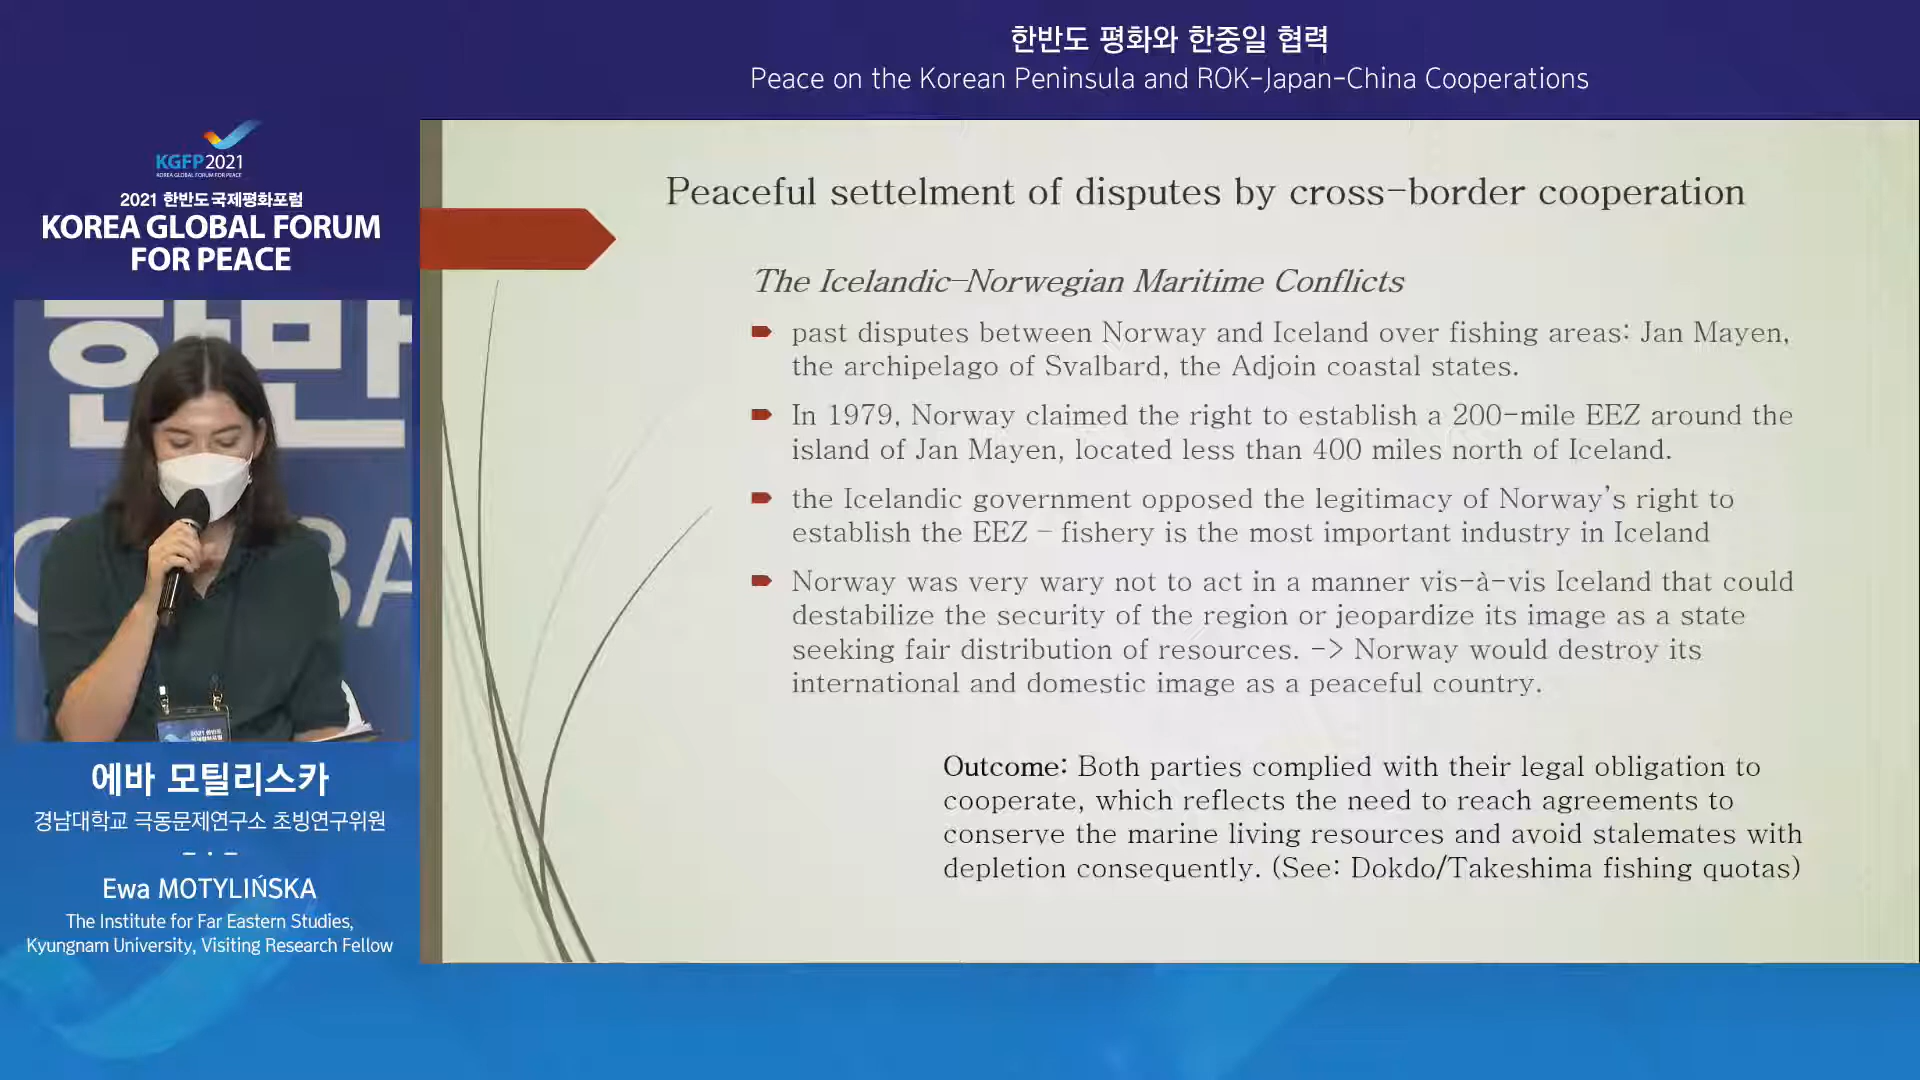 한반도 평화와 한중일 협력
Peace on the Korean Peninsula and ROK-Japan-China Cooperations
KGFP2021
KOREA GLOBAL FORUM FOR PEACE
2021 한반도국제평화포럼
KOREA GLOBAL FORUM
FOR PEACE
에바 모틸리스카
경남대학교 극동문제연구소 초빙연구위원
Ewa MOTYLIŃSKA
The Institute for Far Eastern Studies,
Kyungnam University, Visiting Research Fellow
Peaceful settelment of disputes by cross-border cooperation
The Icelandic-Norwegian Maritime Conflicts
past disputes between Norway and Iceland over fishing areas: Jan Mayen,
the archipelago of Svalbard, the Adjoin coastal states.
In 1979, Norway claimed the right to establish a 200-mile EEZ around the
island of Jan Mayen, located less than 400 miles north of Iceland.
the Icelandic government opposed the legitimacy of Norway's right to
establish the EEZ – fishery is the most important industry in Iceland
Norway was very wary not to act in a manner vis-à-vis Iceland that could
destabilize the security of the region or jeopardize its image as a state
seeking fair distribution of resources. -> Norway would destroy its
international and domestic image as a peaceful country.
Outcome: Both parties complied with their legal obligation to
cooperate, which reflects the need to reach agreements to
conserve the marine living resources and avoid stalemates with
depletion consequently. (See: Dokdo/Takeshima fishing quotas)